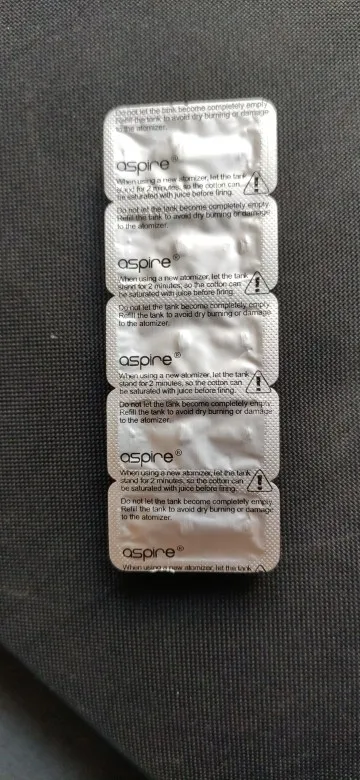 Do not let the tank become completely empty.
Refill the tank to avoid dry burning or damage
to the atomizer.
aspire®
When using a new atomizer, let the tank
stand for 2 minutes, so the cotton can
be saturated with juice before firing.
Do not let the tank become completely empty.
Refill the tank to avoid dry burning or damage
to the atomizer.
aspire®
When using a new atomizer, let the tank
stand for 2 minutes, so the cotton can
be saturated with juice before firing.
Do not let the tank become completely empty.
Refill the tank to avoid dry burning or damage
to the atomizer.
aspire®
When using a new atomizer, let the tank
stand for 2 minutes, so the cotton can
be saturated with juice before firing.
Do not let the tank become completely empty.
Refill the tank to avoid dry burning or damage
to the atomizer.
aspire®
When using a new atomizer, let the tank
stand for 2 minutes, so the cotton can
be saturated with juice before firing.
Do not let the tank become completely empty.
Refill the tank to avoid dry burning or damage
to the atomizer.
aspire®
When using a new atomizer, let the tank